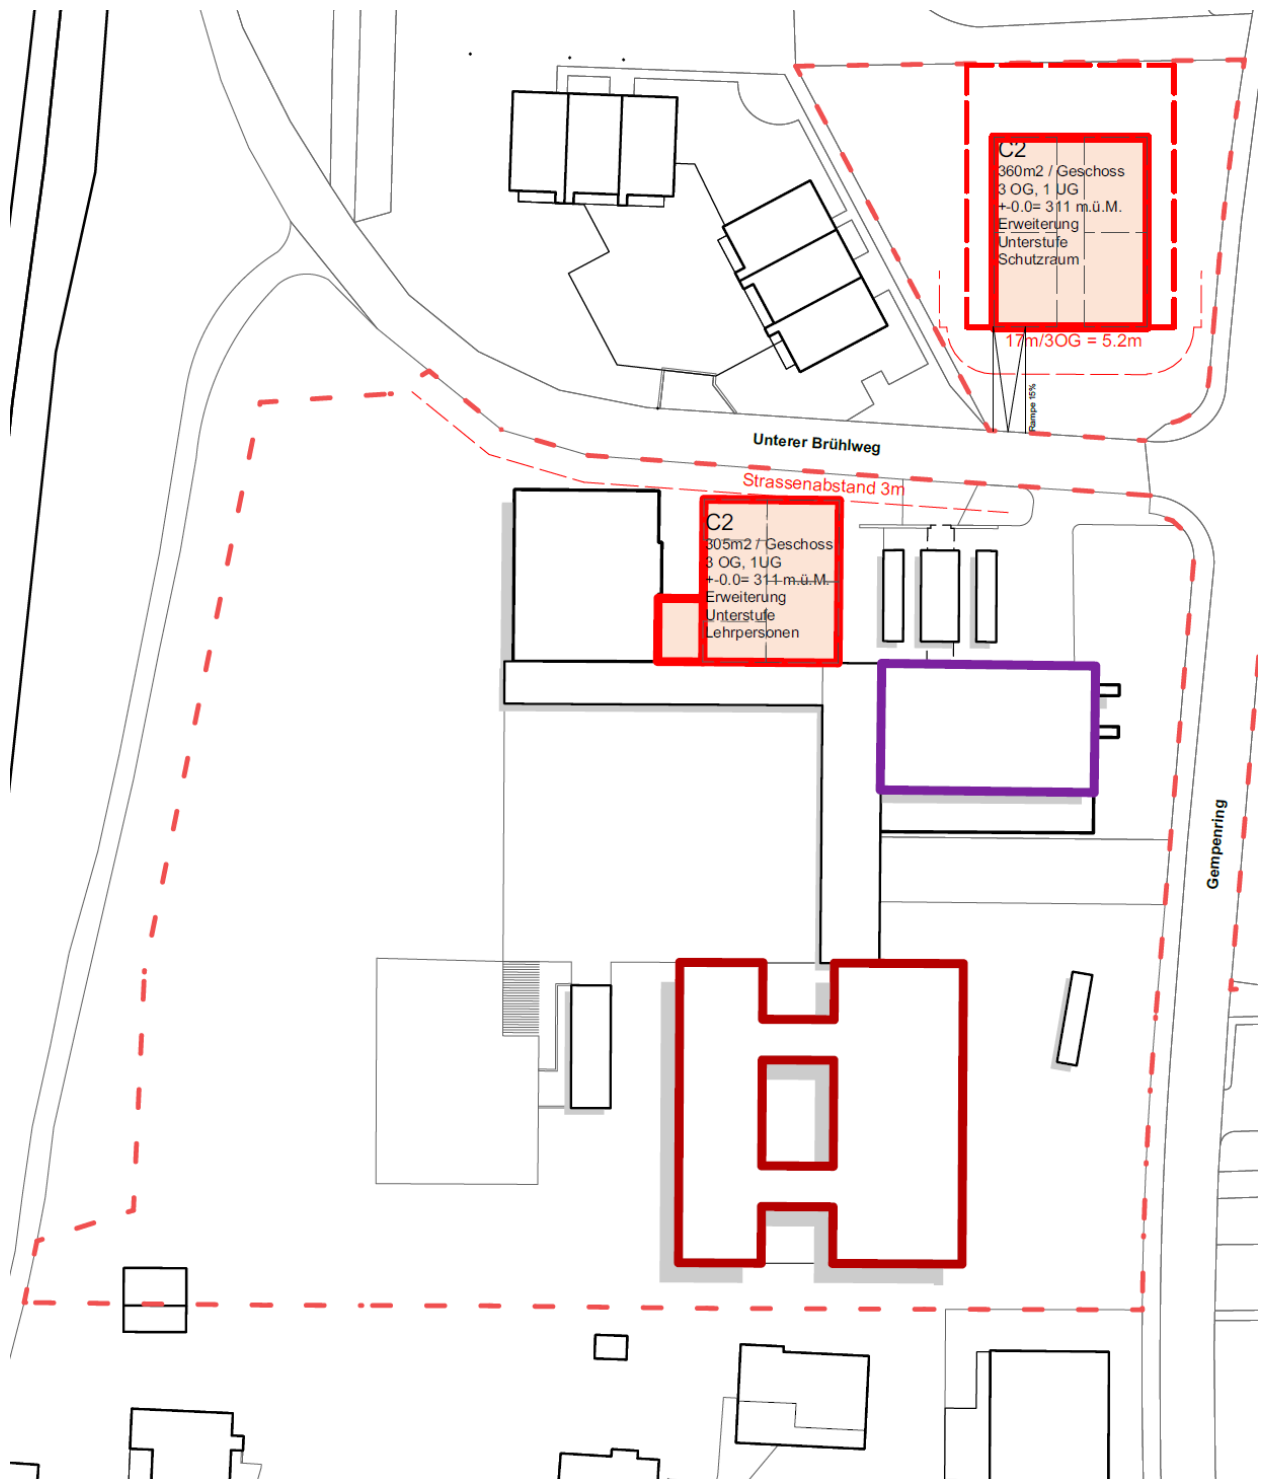 C2
360m2 / Geschoss
3 OG, 1 UG
+-0.0= 311 m.ü.M.
Erweiterung
Unterstufe
Schutzraum
17m/3OG = 5.2m
Rampe 15%
Unterer Brühlweg
Strassenabstand 3m
C2
305m2 / Geschoss
3 OG, 1UG
+-0.0= 311 m.ü.M.
Erweiterung
Unterstufe
Lehrpersonen
Gempenring